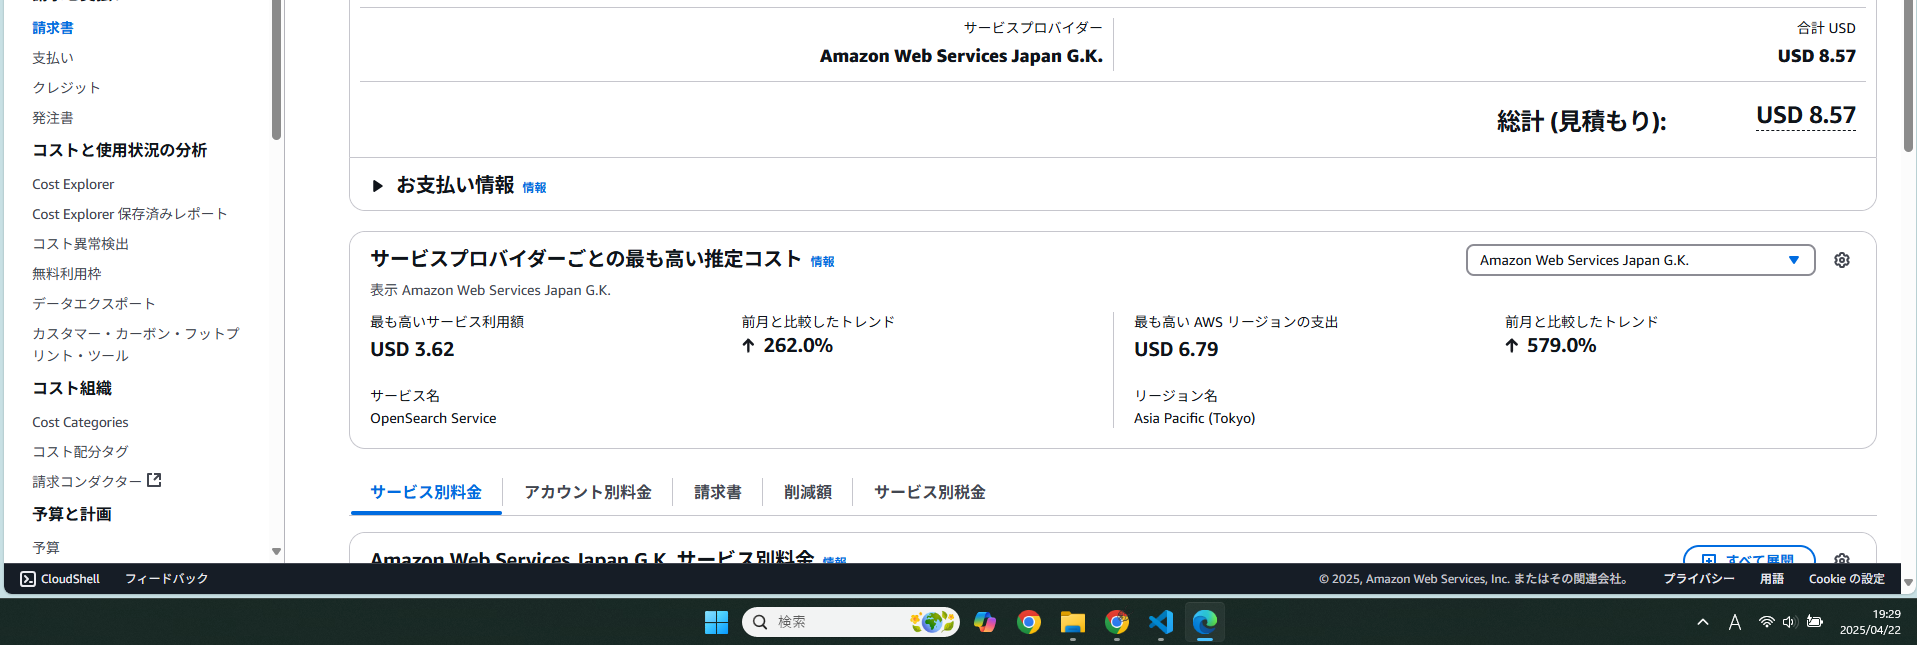 請求書
支払い
クレジット
発注書
コストと使用状況の分析
Cost Explorer
Cost Explorer 保存済みレポート
コスト異常検出
無料利用枠
データエクスポート
カスタマー・カーボン・フットプ
リント・ツール
コスト組織
Cost Categories
コスト配分タグ
請求コンダクター
予算と計画
予算
サービスプロバイダー
Amazon Web Services Japan G.K.
合計 USD
USD 8.57
総計 (見積もり):
USD 8.57
お支払い情報 情報
サービスプロバイダーごとの最も高い推定コスト 情報
表示 Amazon Web Services Japan G.K.
Amazon Web Services Japan G.K.
最も高いサービス利用額
USD 3.62
前月と比較したトレンド
262.0%
サービス名
OpenSearch Service
最も高い AWS リージョンの支出
USD 6.79
前月と比較したトレンド
579.0%
リージョン名
Asia Pacific (Tokyo)
サービス別料金
アカウント別料金
請求書
削減額
サービス別税金
Amazon Web Services Japan G.K. サービス別料金 情報
すべて展開
CloudShell
フィードバック
© 2025, Amazon Web Services, Inc. またはその関連会社。
プライバシー
用語
Cookie の設定
検索
A
19:29
2025/04/22